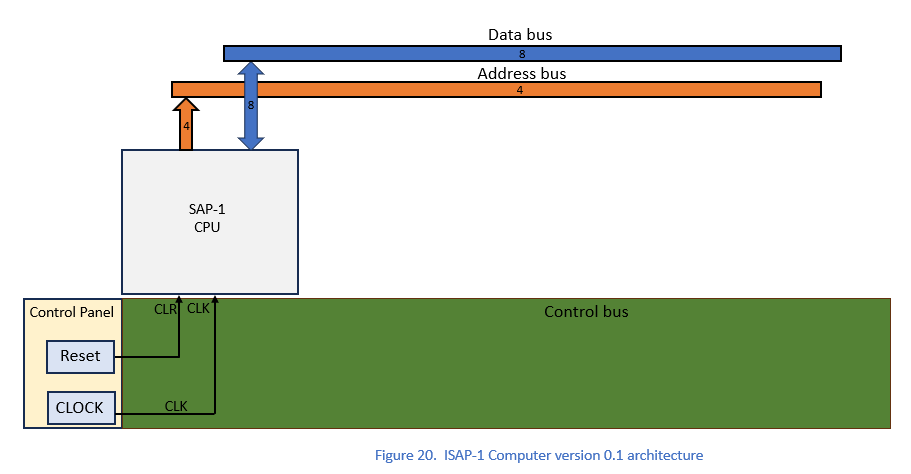 Data bus
8
Address bus
4
8
4
SAP-1
CPU
CLR CLK
Control Panel
Control bus
Reset
CLOCK
CLK
Figure 20. ISAP-1 Computer version 0.1 architecture